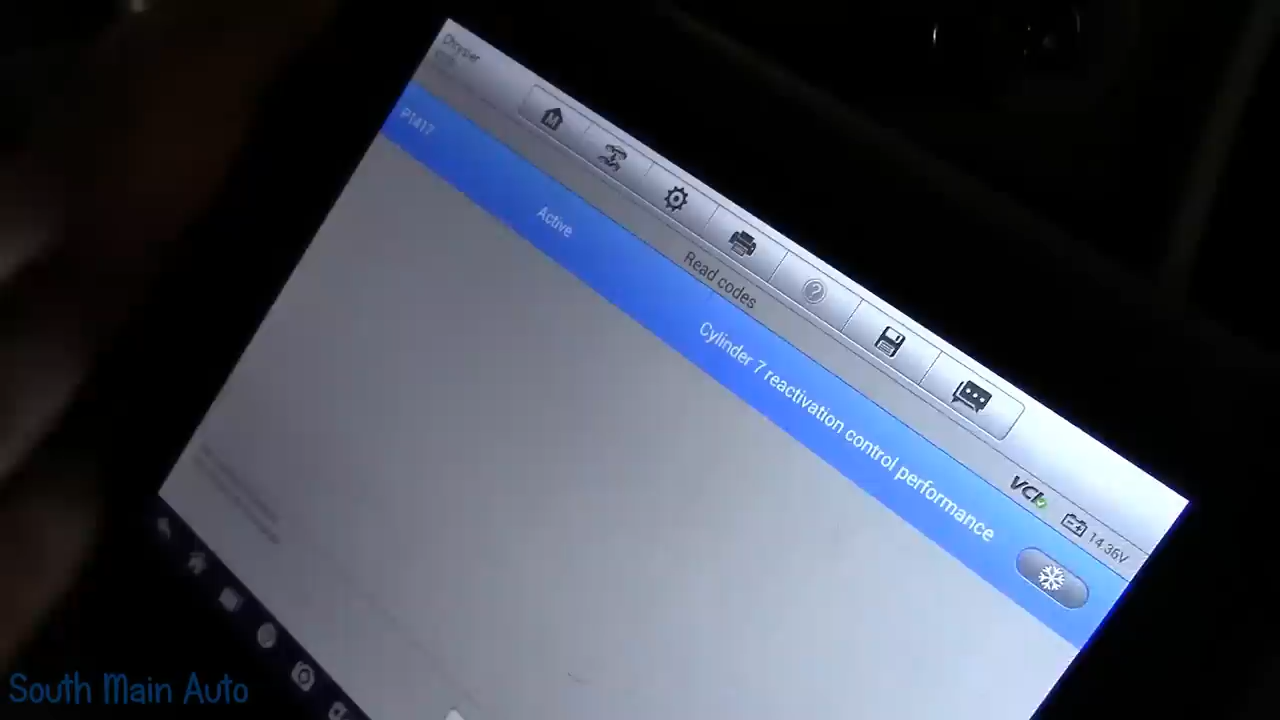 Chrysler
Read codes
VCI
14.36V
P1417
Active
Cylinder 7 reactivation control performance
South Main Auto